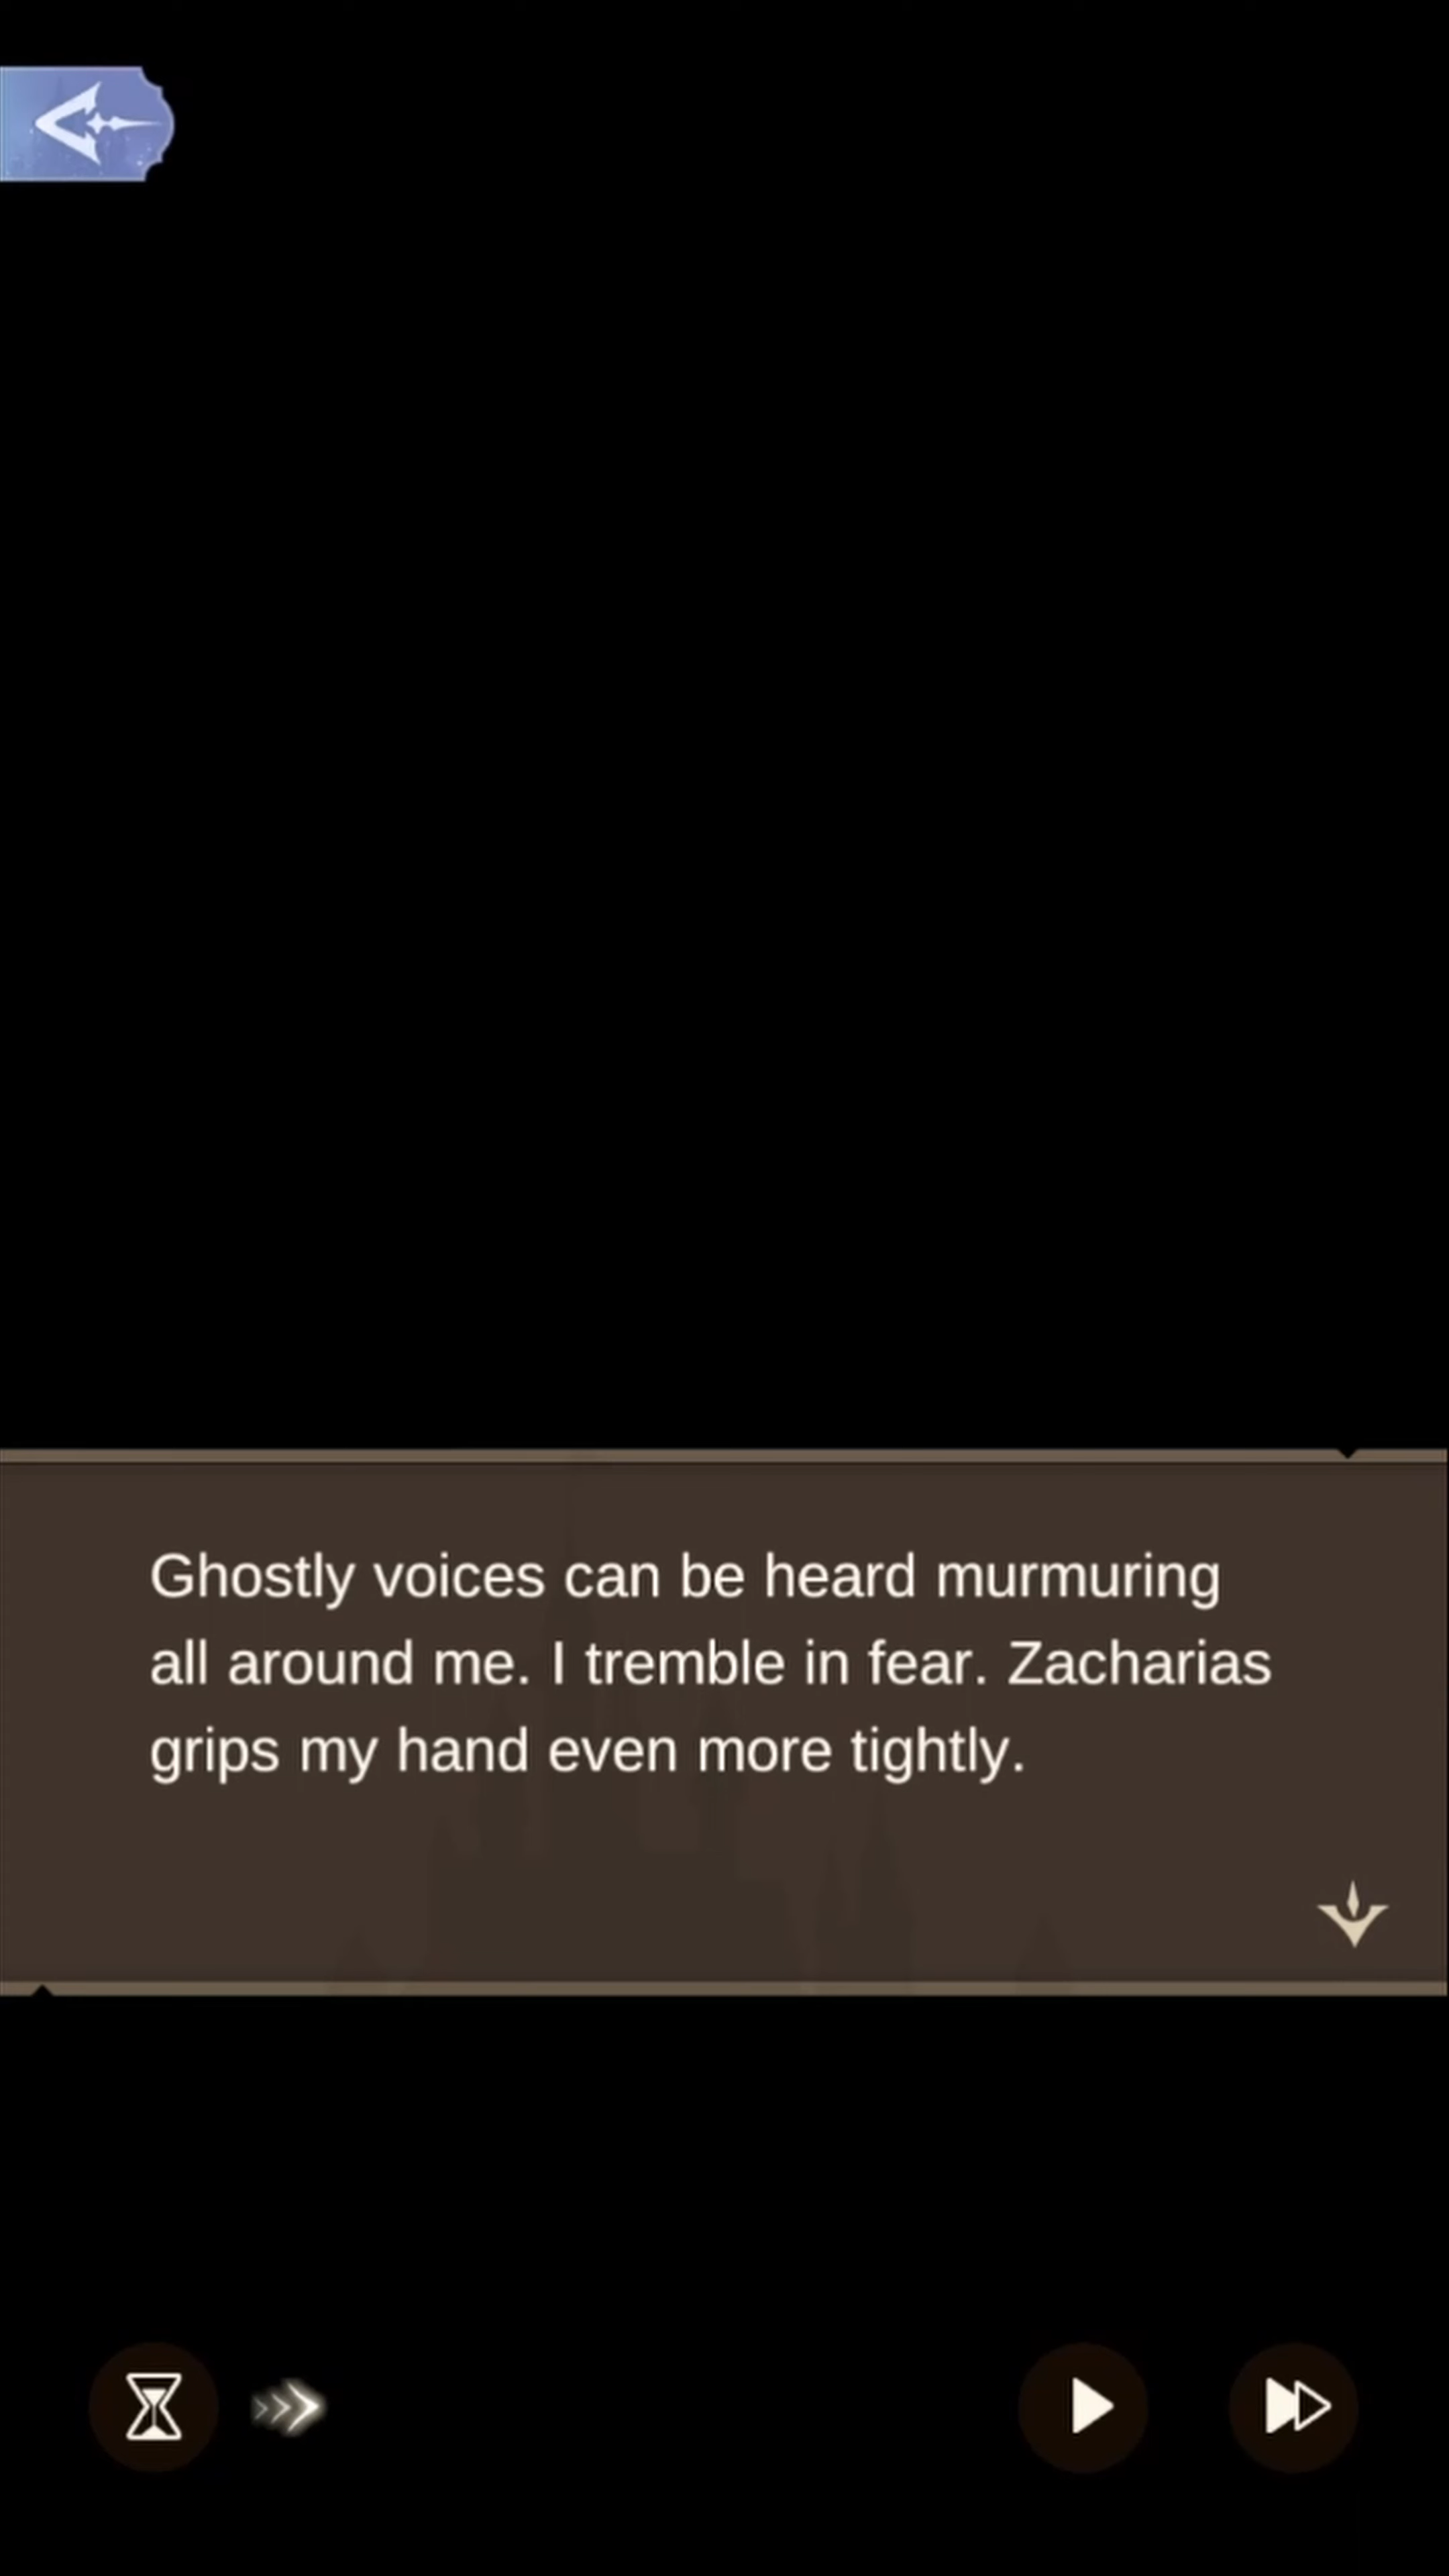 Ghostly voices can be heard murmuring
all around me. I tremble in fear. Zacharias
grips my hand even more tightly.